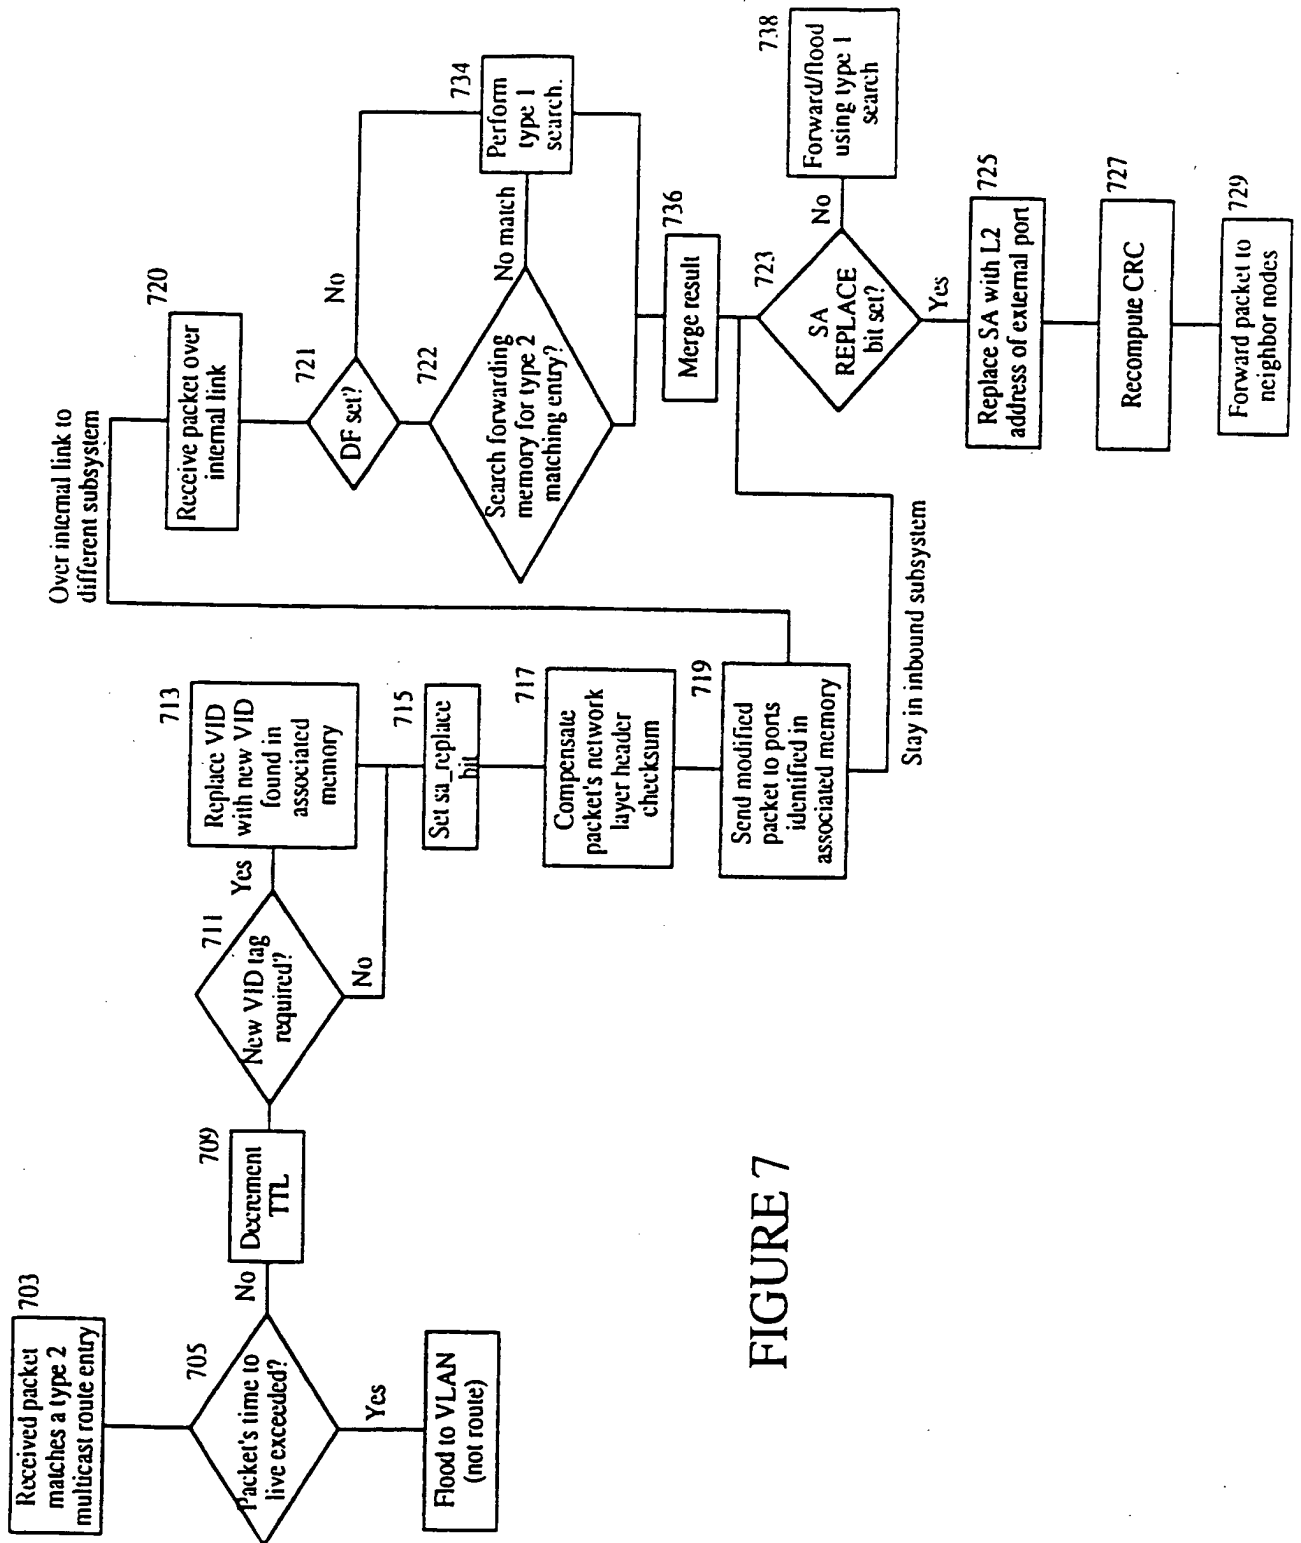 703
Received packet
matches a type 2
multicast route entry
705
Packet's time to
live exceeded?
Yes
Flood to VLAN
(not route)
No
709
Decrement
TTL
711
New VID tag
required?
Yes
No
713
Replace VID
with new VID
found in
associated
memory
715
Set sa_replace
bit
717
Compensate
packet's network
layer header
checksum
719
Send modified
packet to ports
identified in
associated memory
Over internal link to
different subsystem
Stay in inbound subsystem
720
Receive packet over
internal link
721
DF set?
No
722
Search forwarding
memory for type 2
matching entry?
No match
734
Perform
type 1
search.
736
Merge result
723
SA
REPLACE
bit set?
No
738
Forward/flood
using type 1
search
Yes
725
Replace SA with L2
address of external port
727
Recompute CRC
729
Forward packet to
neighbor nodes
FIGURE 7